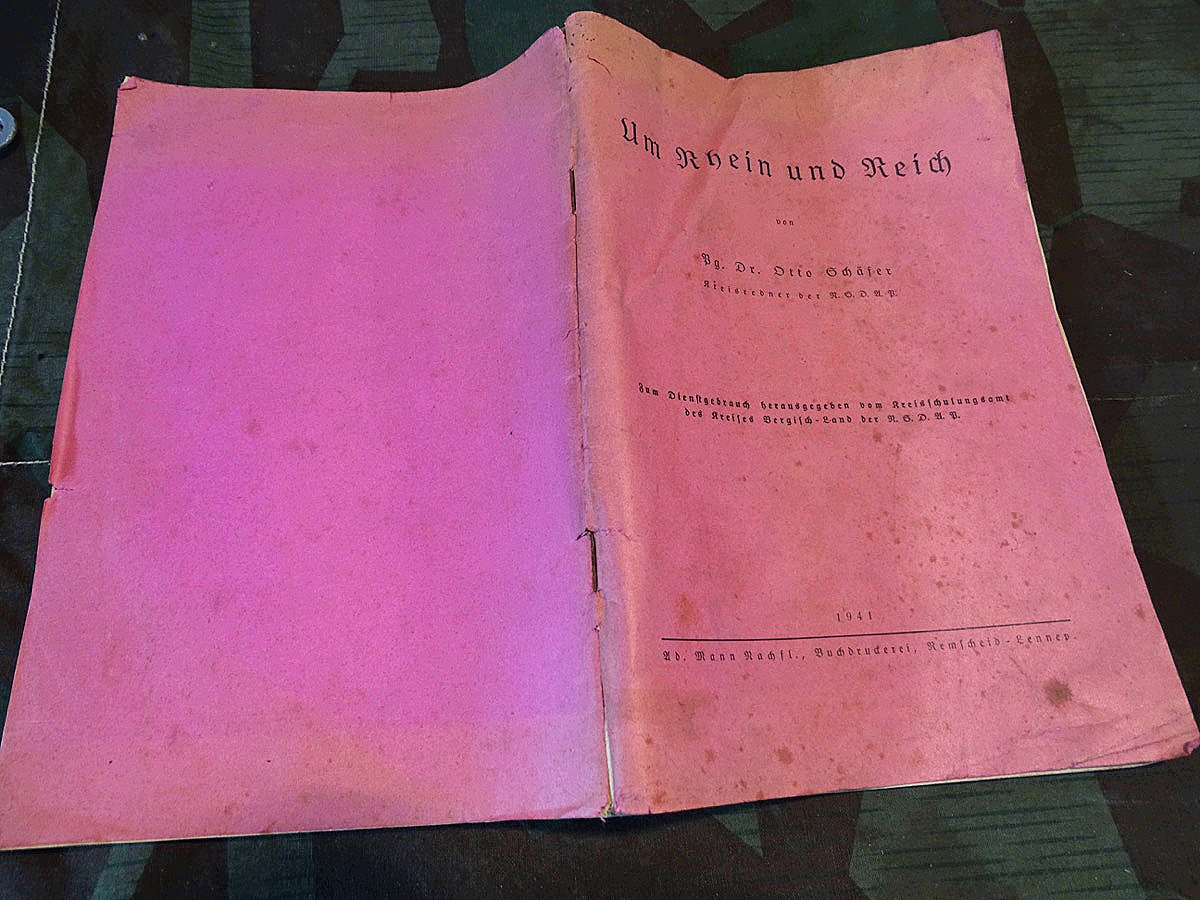 Um Rhein und Reich
von
Pg. Dr. Otto Schäfer
Kreisredner der N. S. D. A. P.
Zum Dienstgebrauch herausgegeben vom Kreisschulungsamt
des Kreises Bergisch-Land der N. S. D. A. P.
1941
Ad. Mann Nachfl., Buchdruckerei, Remscheid-Lennep.